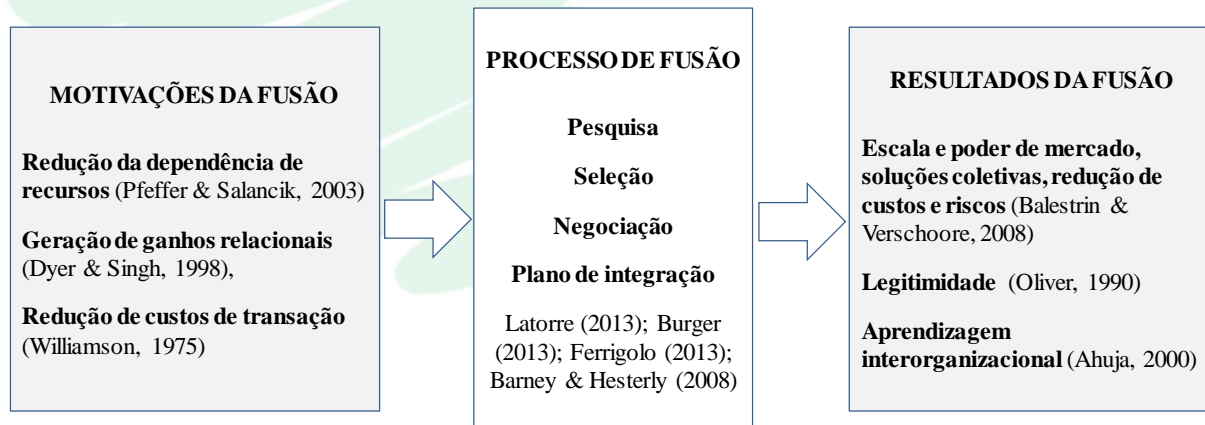 MOTIVAÇÕES DA FUSÃO
Redução da dependência de
recursos (Pfeffer & Salancik, 2003)
Geração de ganhos relacionais
(Dyer & Singh, 1998),
Redução de custos de transação
(Williamson, 1975)
PROCESSO DE FUSÃO
Pesquisa
Seleção
Negociação
Plano de integração
Latorre (2013); Burger
(2013); Ferrigolo (2013);
Barney & Hesterly (2008)
RESULTADOS DA FUSÃO
Escala e poder de mercado,
soluções coletivas, redução de
custos e riscos (Balestrin &
Verschoore, 2008)
Legitimidade (Oliver, 1990)
Aprendizagem
interorganizacional (Ahuja, 2000)